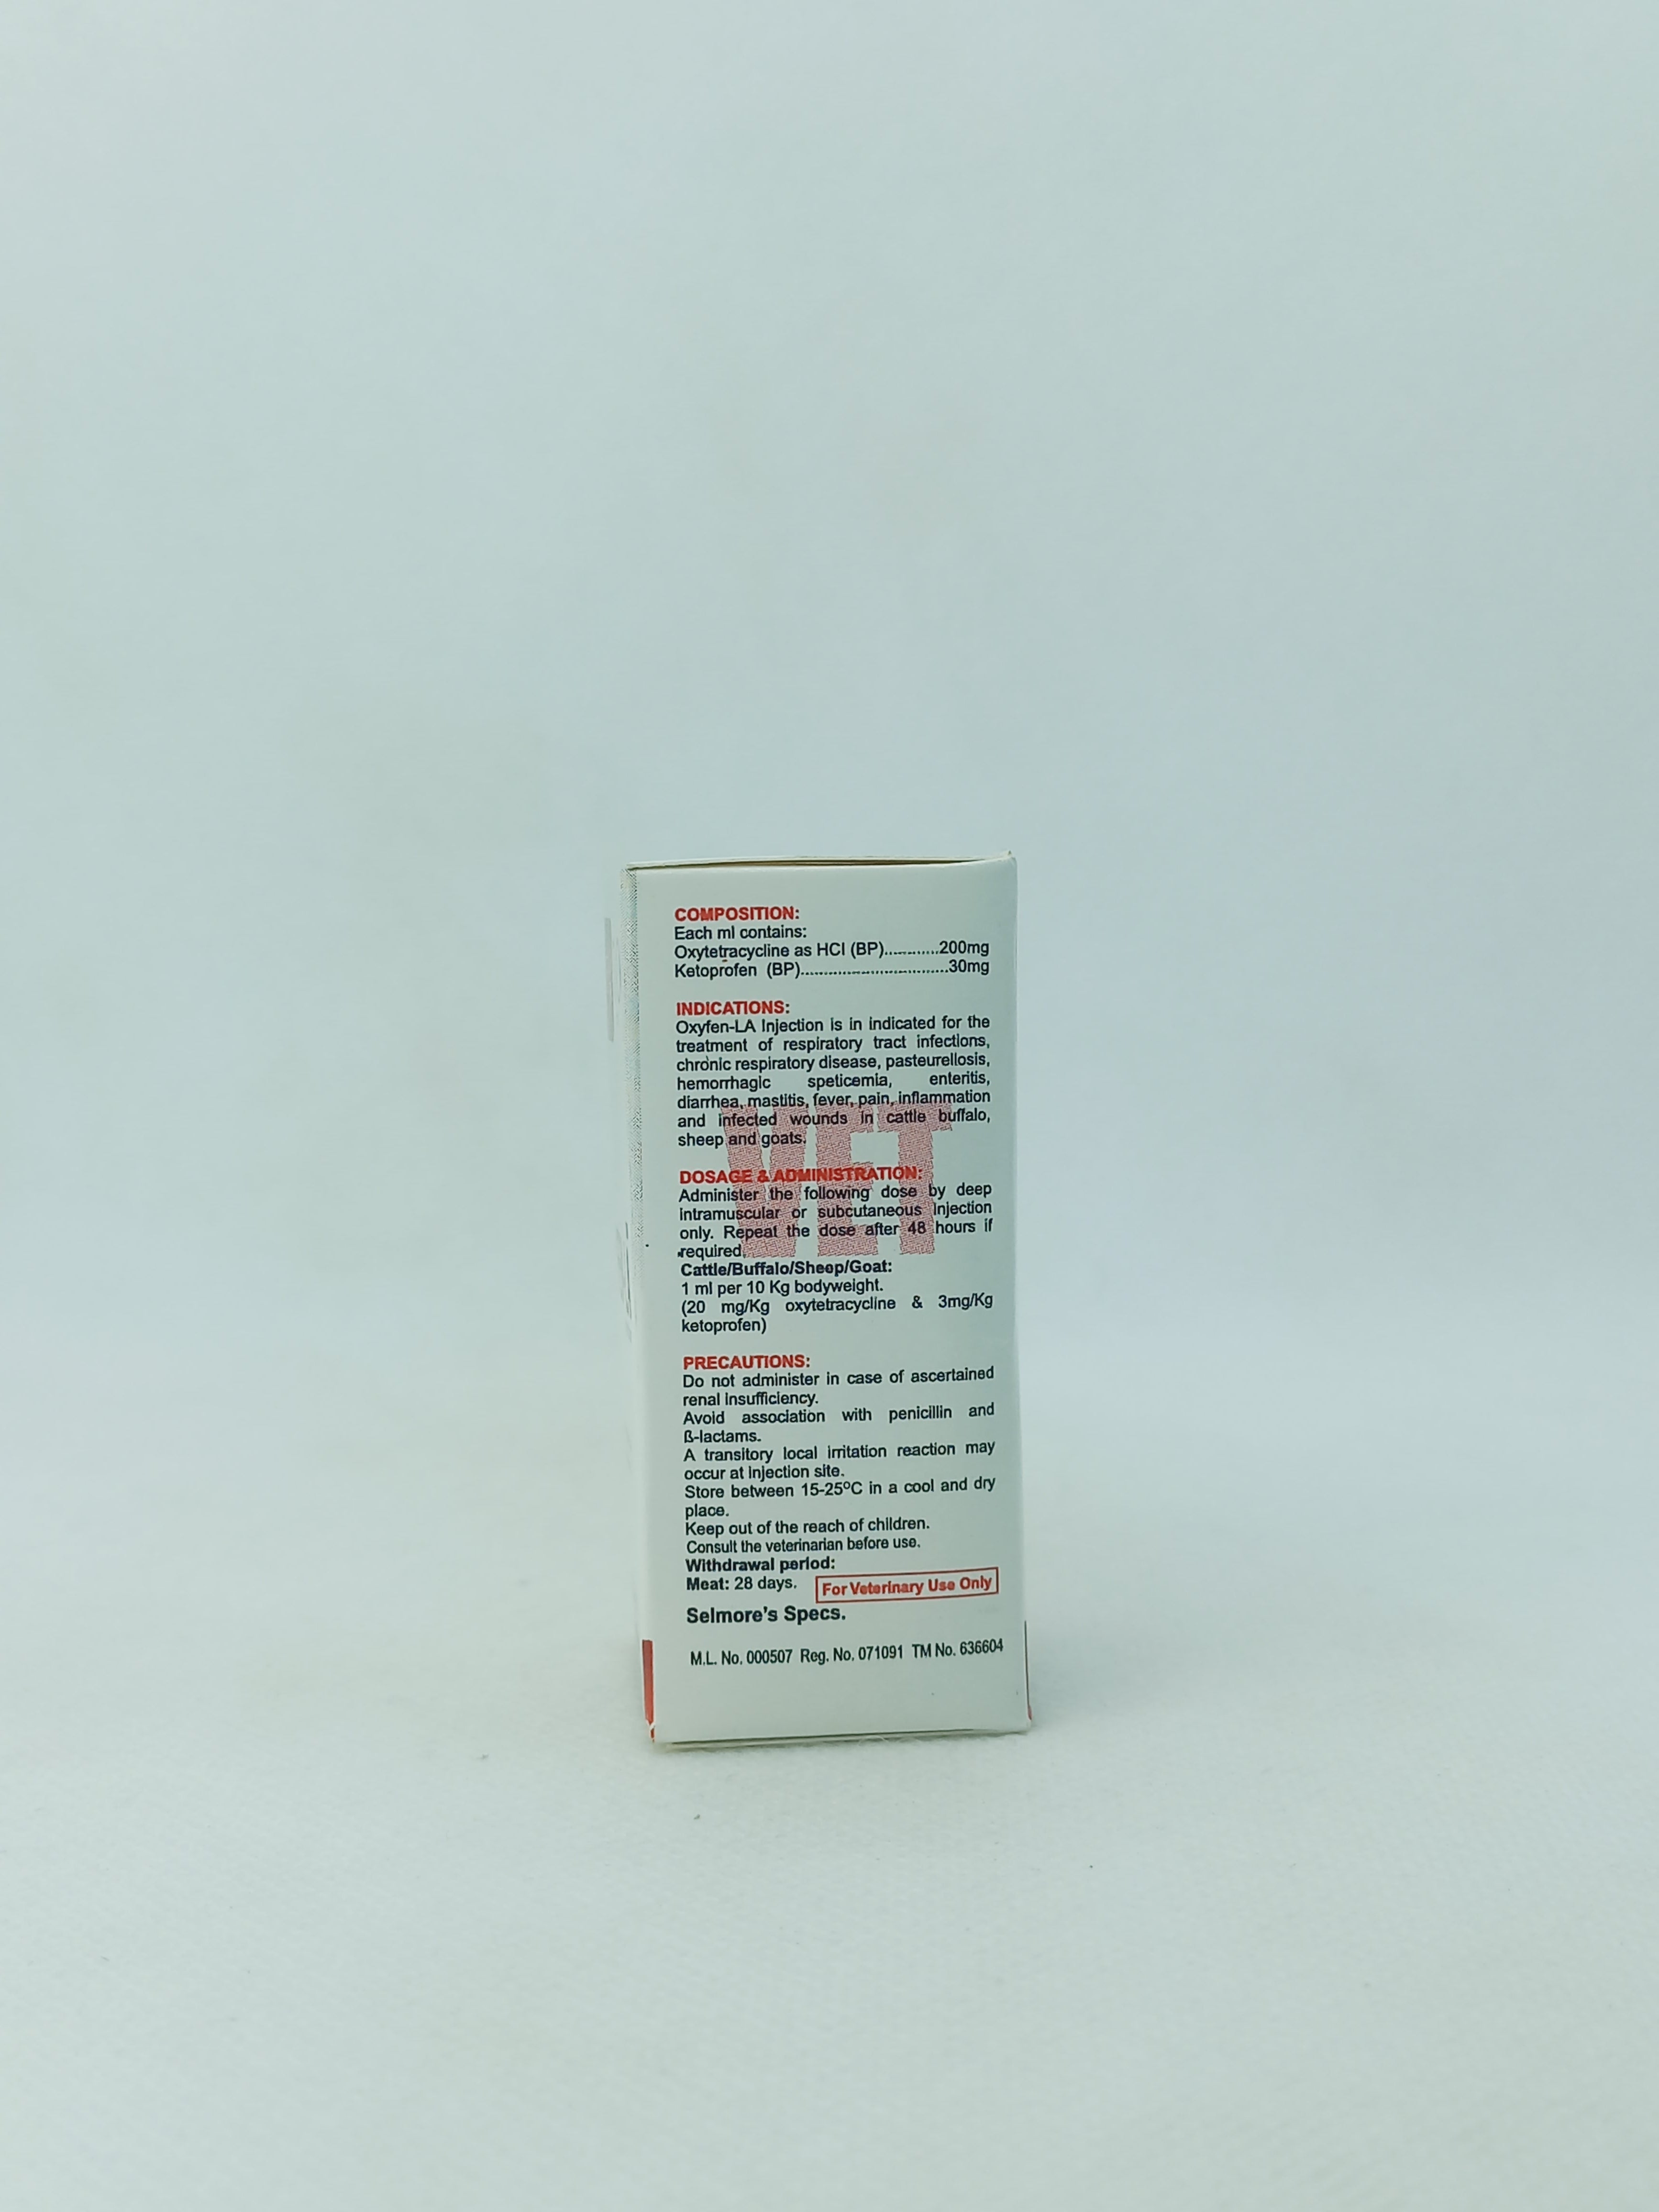 COMPOSITION:
Each ml contains:
Oxytetracycline as HCl (BP)............200mg
Ketoprofen (BP).................................30mg
INDICATIONS:
Oxyfen-LA Injection is in indicated for the
treatment of respiratory tract infections,
chronic respiratory disease, pasteurellosis,
hemorrhagic speticemia, enteritis,
diarrhea, mastitis, fever, pain, inflammation
and infected wounds in cattle buffalo,
sheep and goats.
VET
DOSAGE & ADMINISTRATION:
Administer the following dose by deep
intramuscular or subcutaneous injection
only. Repeat the dose after 48 hours if
required.
Cattle/Buffalo/Sheep/Goat:
1 ml per 10 Kg bodyweight.
(20 mg/Kg oxytetracycline & 3mg/Kg
ketoprofen)
PRECAUTIONS:
Do not administer in case of ascertained
renal insufficiency.
Avoid association with penicillin and
ß-lactams.
A transitory local irritation reaction may
occur at injection site.
Store between 15-25ºC in a cool and dry
place.
Keep out of the reach of children.
Consult the veterinarian before use.
Withdrawal period:
Meat: 28 days. For Veterinary Use Only
Selmore's Specs.
M.L. No. 000507 Reg. No. 071091 TM No. 636604